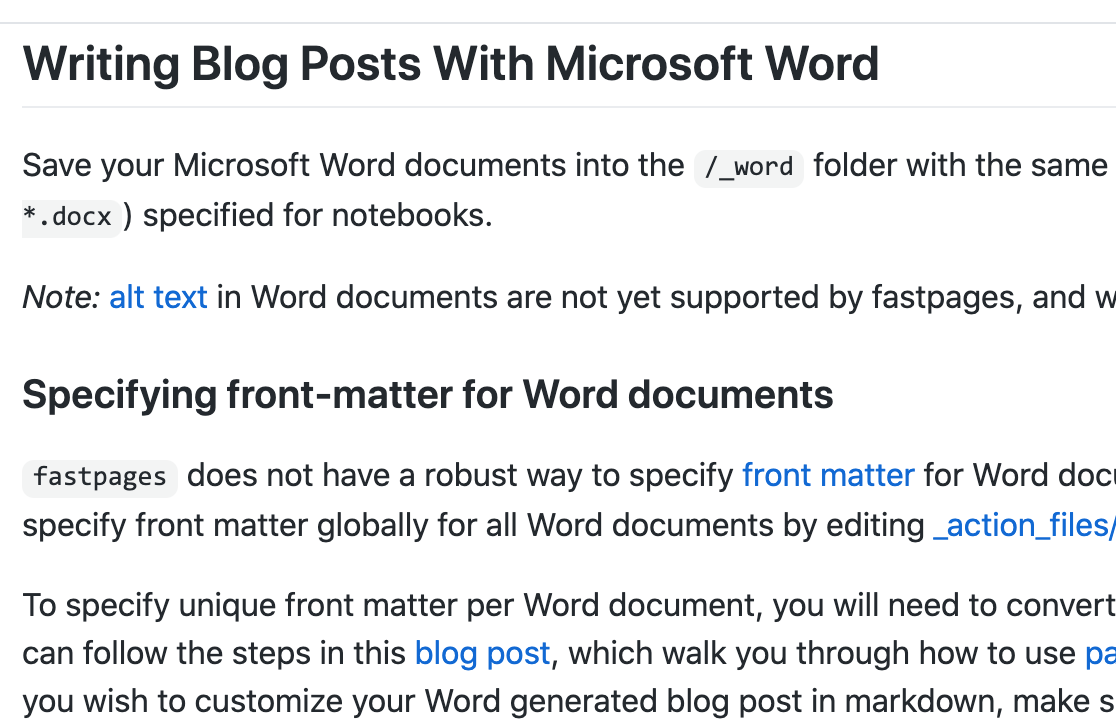 Writing Blog Posts With Microsoft Word
Save your Microsoft Word documents into the /_word folder with the same
*.docx ) specified for notebooks.
Note: alt text in Word documents are not yet supported by fastpages, and
Specifying front-matter for Word documents
fastpages does not have a robust way to specify front matter for Word
specify front matter globally for all Word documents by editing _action_files/
To specify unique front matter per Word document, you will need to convert
can follow the steps in this blog post, which walk you through how to use
you wish to customize your Word generated blog post in markdown, make